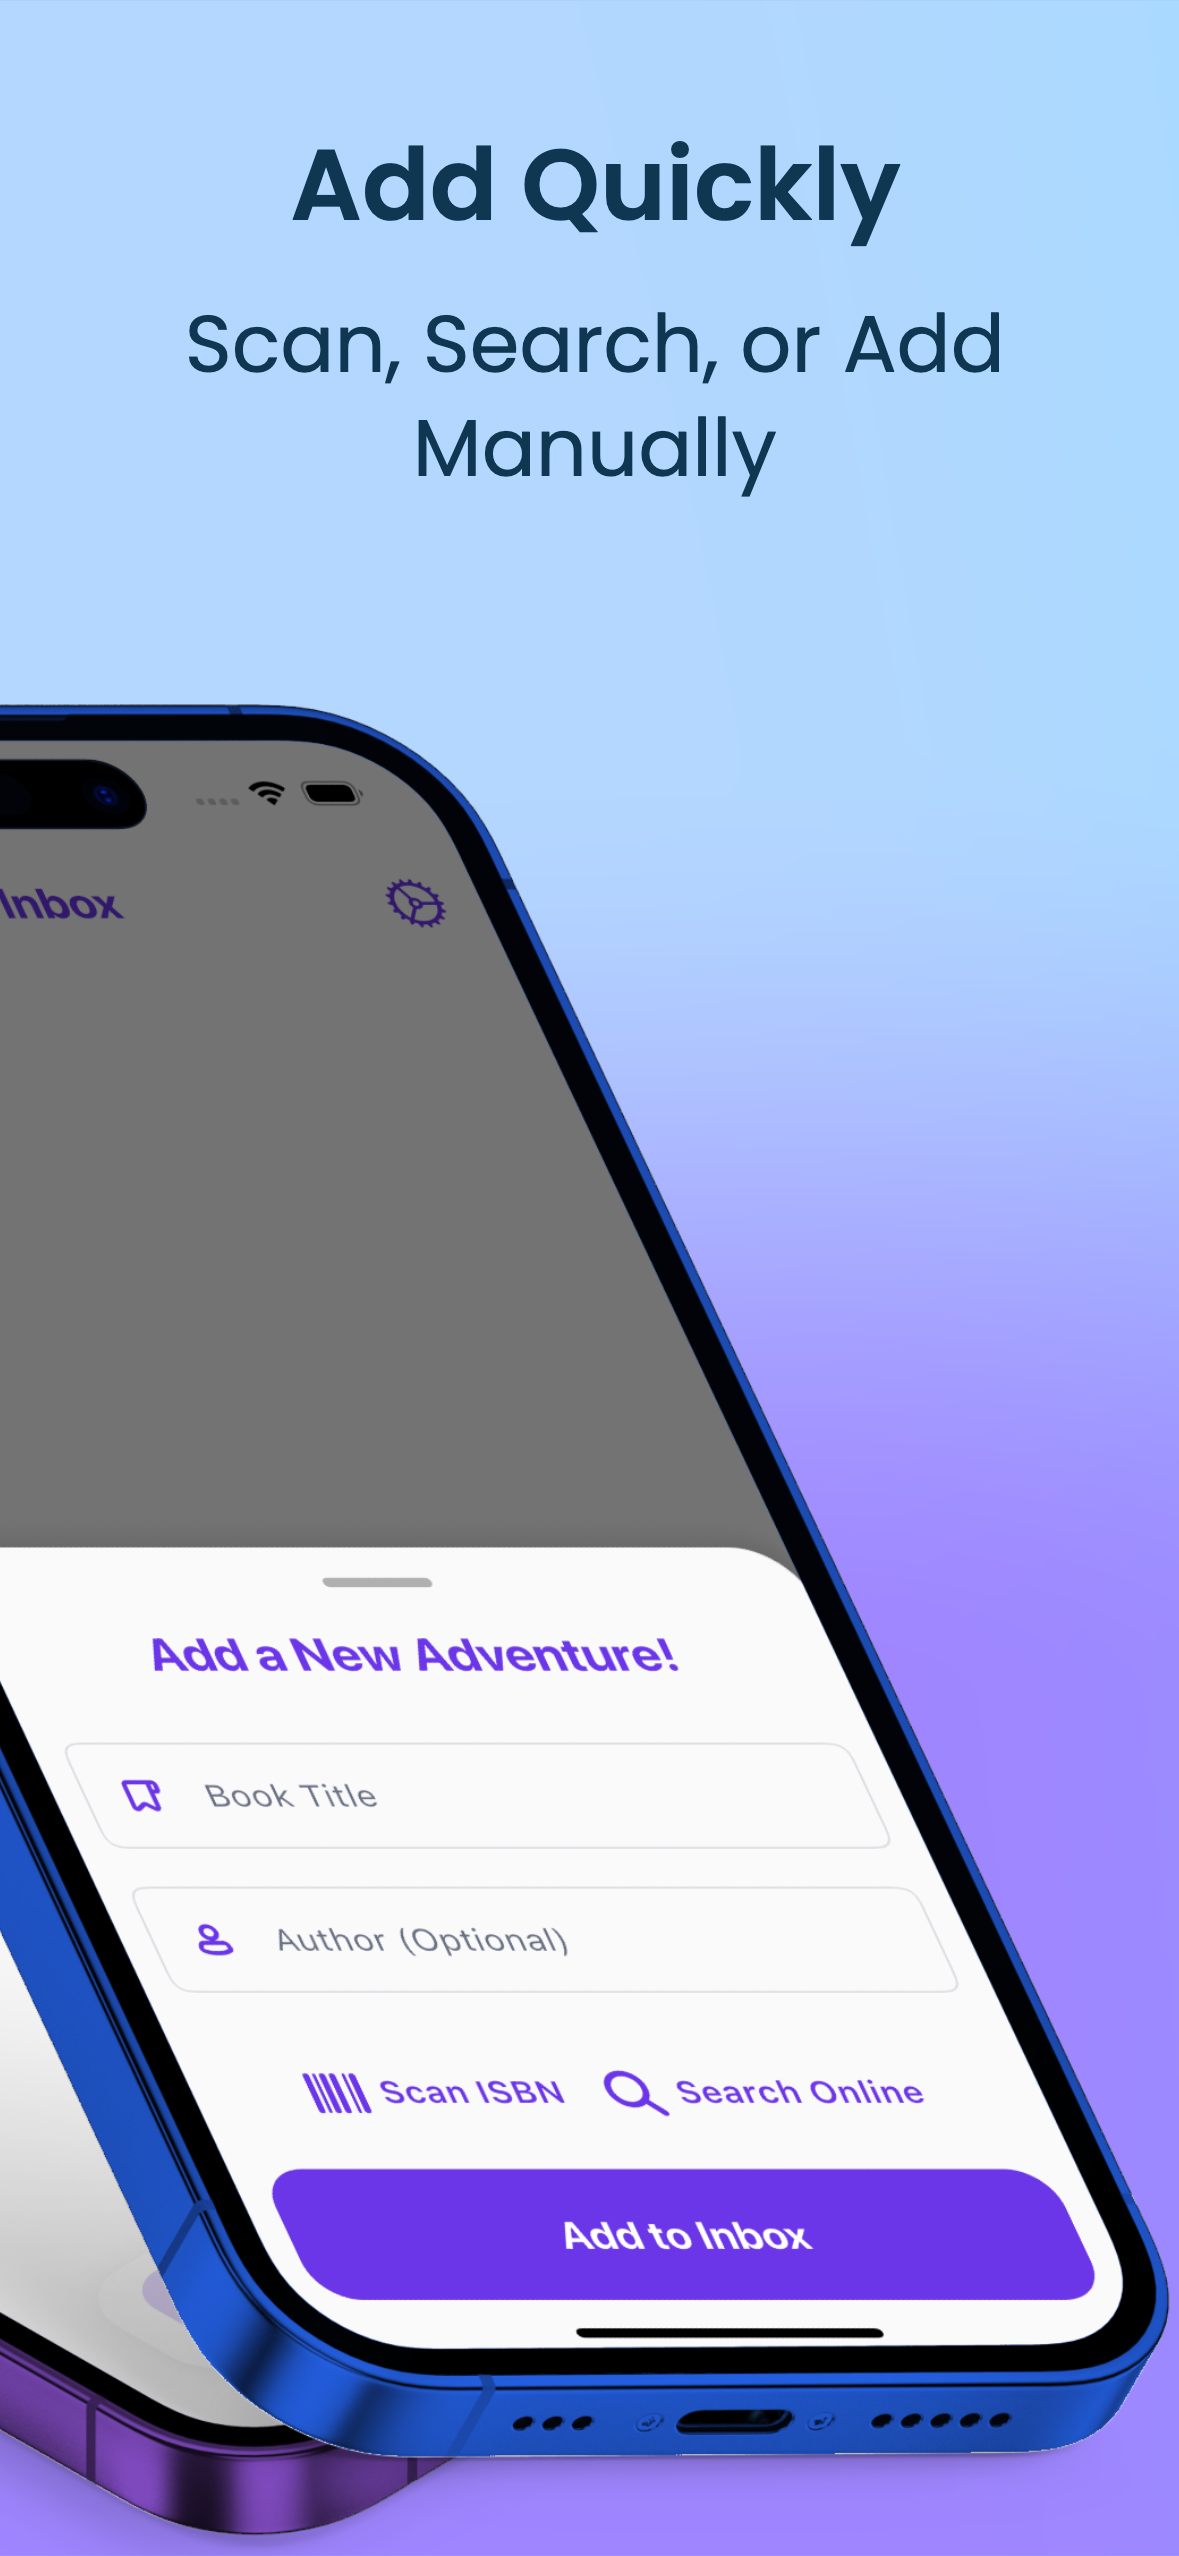 Add Quickly
Scan, Search, or Add
Manually
Inbox
Add a New Adventure!
Book Title
Author (Optional)
Scan ISBN
Search Online
Add to Inbox